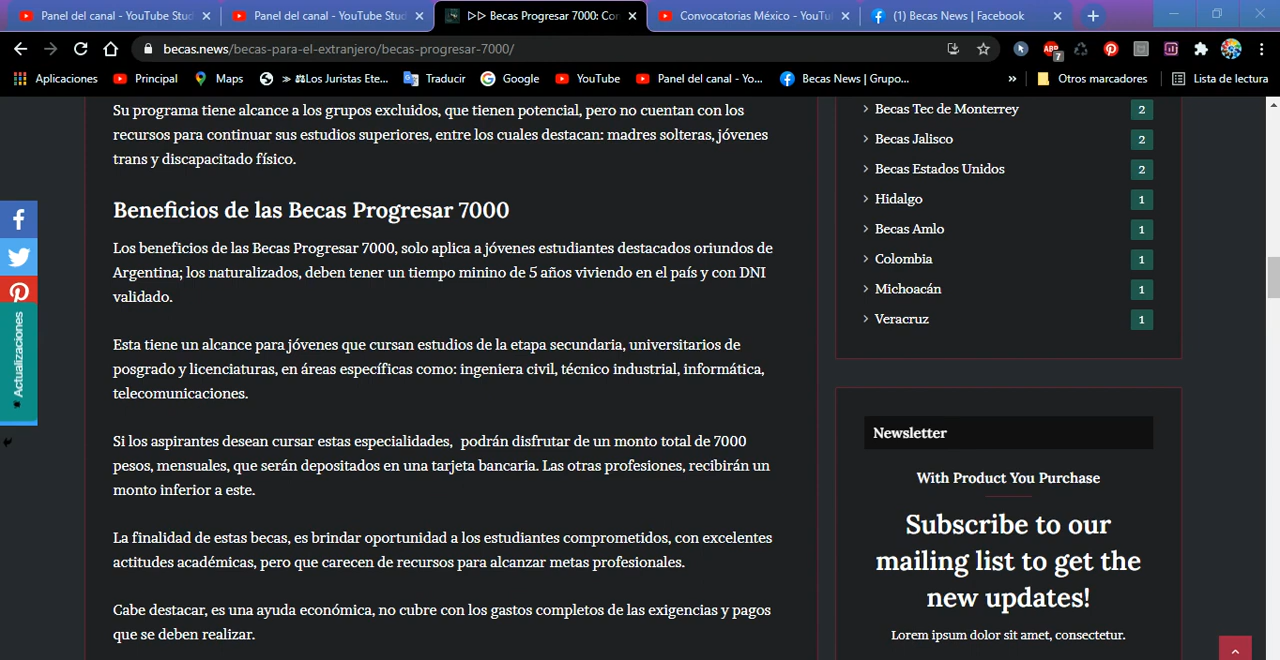 Panel del canal - YouTube Stud
Panel del canal - YouTube Stud
▷▷ Becas Progresar 7000: Cor
Convocatorias México - YouTu
(1) Becas News | Facebook
becas.news/becas-para-el-extranjero/becas-progresar-7000/
ABP
7
Aplicaciones
Principal
Maps
» ⚖Los Juristas Ete...
Traducir
Google
YouTube
Panel del canal - Yo...
Becas News | Grupo...
»
Otros marcadores
Lista de lectura
Su programa tiene alcance a los grupos excluidos, que tienen potencial, pero no cuentan con los
recursos para continuar sus estudios superiores, entre los cuales destacan: madres solteras, jóvenes
trans y discapacitado físico.
Beneficios de las Becas Progresar 7000
Los beneficios de las Becas Progresar 7000, solo aplica a jóvenes estudiantes destacados oriundos de
Argentina; los naturalizados, deben tener un tiempo minino de 5 años viviendo en el país y con DNI
validado.
Esta tiene un alcance para jóvenes que cursan estudios de la etapa secundaria, universitarios de
posgrado y licenciaturas, en áreas específicas como: ingeniera civil, técnico industrial, informática,
telecomunicaciones.
Si los aspirantes desean cursar estas especialidades,  podrán disfrutar de un monto total de 7000
pesos, mensuales, que serán depositados en una tarjeta bancaria. Las otras profesiones, recibirán un
monto inferior a este.
La finalidad de estas becas, es brindar oportunidad a los estudiantes comprometidos, con excelentes
actitudes académicas, pero que carecen de recursos para alcanzar metas profesionales.
Cabe destacar, es una ayuda económica, no cubre con los gastos completos de las exigencias y pagos
que se deben realizar.
Actualizaciones
Becas Tec de Monterrey 2
Becas Jalisco 2
Becas Estados Unidos 2
Hidalgo 1
Becas Amlo 1
Colombia 1
Michoacán 1
Veracruz 1
Newsletter
With Product You Purchase
Subscribe to our
mailing list to get the
new updates!
Lorem ipsum dolor sit amet, consectetur.